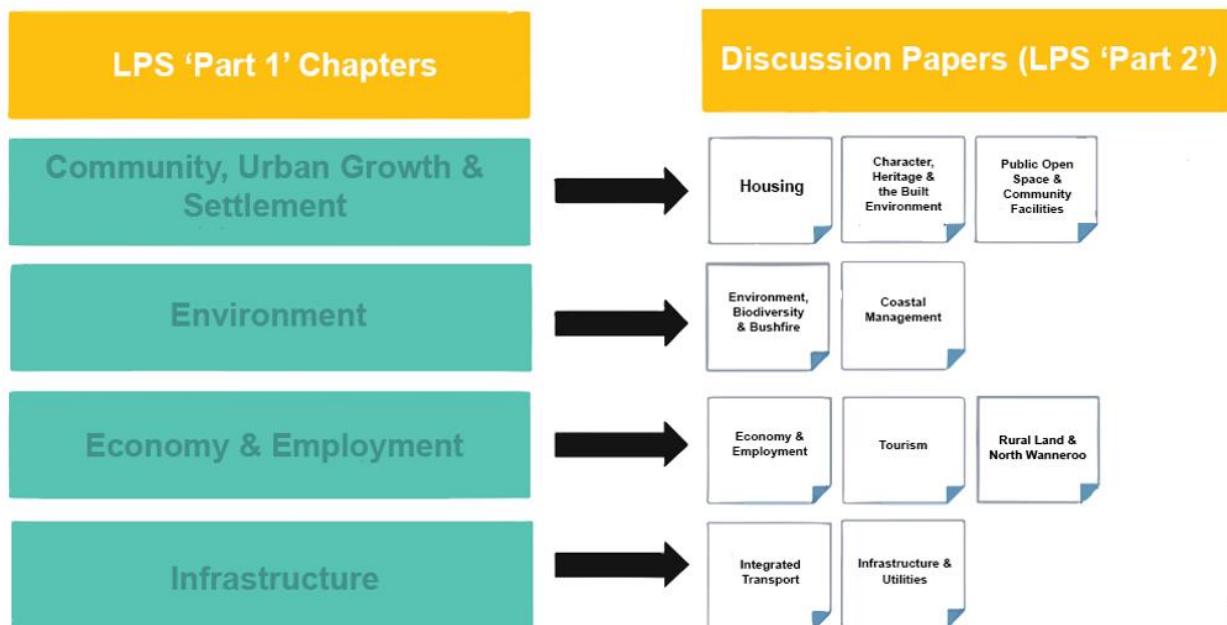 LPS ‘Part 1’ Chapters
Discussion Papers (LPS ‘Part 2’)
Community, Urban Growth &
Settlement
Housing
Character,
Heritage &
the Built
Environment
Public Open
Space &
Community
Facilities
Environment
Environment,
Biodiversity
& Bushfire
Coastal
Management
Economy & Employment
Economy &
Employment
Tourism
Rural Land &
North Wanneroo
Infrastructure
Integrated
Transport
Infrastructure &
Utilities